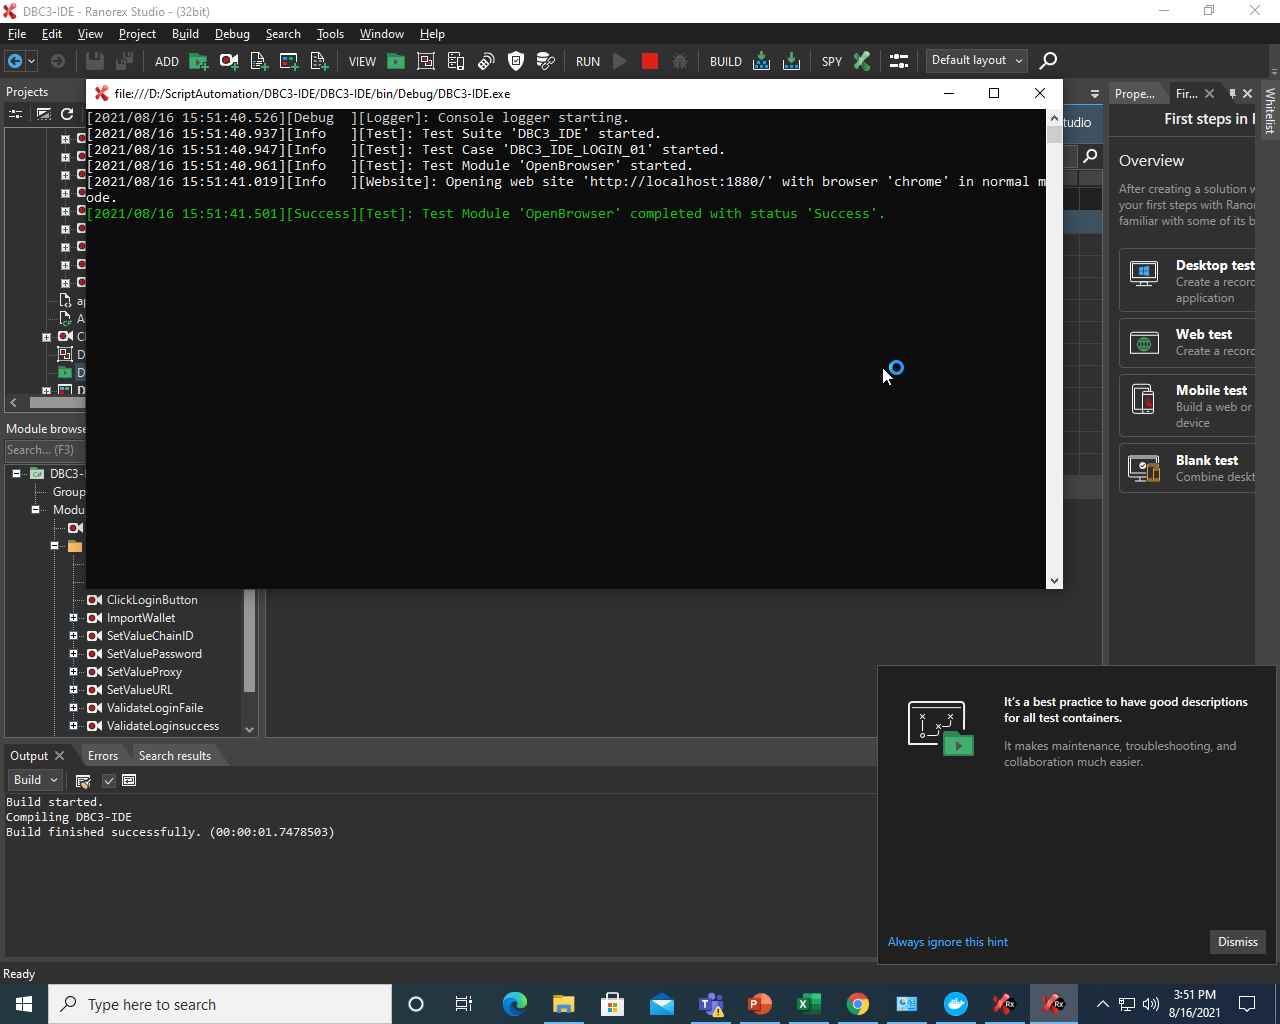 DBC3-IDE - Ranorex Studio - (32bit)
File Edit View Project Build Debug Search Tools Window Help
ADD VIEW RUN BUILD SPY Default layout
Projects
file:///D:/ScriptAutomation/DBC3-IDE/DBC3-IDE/bin/Debug/DBC3-IDE.exe
[2021/08/16 15:51:40.526][Debug  ][Logger]: Console logger starting.
[2021/08/16 15:51:40.937][Info   ][Test]: Test Suite 'DBC3_IDE' started.
[2021/08/16 15:51:40.947][Info   ][Test]: Test Case 'DBC3_IDE_LOGIN_01' started.
[2021/08/16 15:51:40.961][Info   ][Test]: Test Module 'OpenBrowser' started.
[2021/08/16 15:51:41.019][Info   ][Website]: Opening web site 'http://localhost:1880/' with browser 'chrome' in normal m
ode.
[2021/08/16 15:51:41.501][Success][Test]: Test Module 'OpenBrowser' completed with status 'Success'.
Module browse
Search... (F3)
DBC3-
Group
Modu
ClickLoginButton
ImportWallet
SetValueChainID
SetValuePassword
SetValueProxy
SetValueURL
ValidateLoginFaile
ValidateLoginsuccess
tudio
Prope... Fir...
Whitelist
First steps in
Overview
After creating a solution
your first steps with Ranor
familiar with some of its b
Desktop test
Create a recor
application
Web test
Create a recor
Mobile test
Build a web or
device
Blank test
Combine deskt
It's a best practice to have good descriptions
for all test containers.
It makes maintenance, troubleshooting, and
collaboration much easier.
Always ignore this hint Dismiss
Output Errors Search results
Build
Build started.
Compiling DBC3-IDE
Build finished successfully. (00:00:01.7478503)
Ready
Type here to search
3:51 PM
8/16/2021